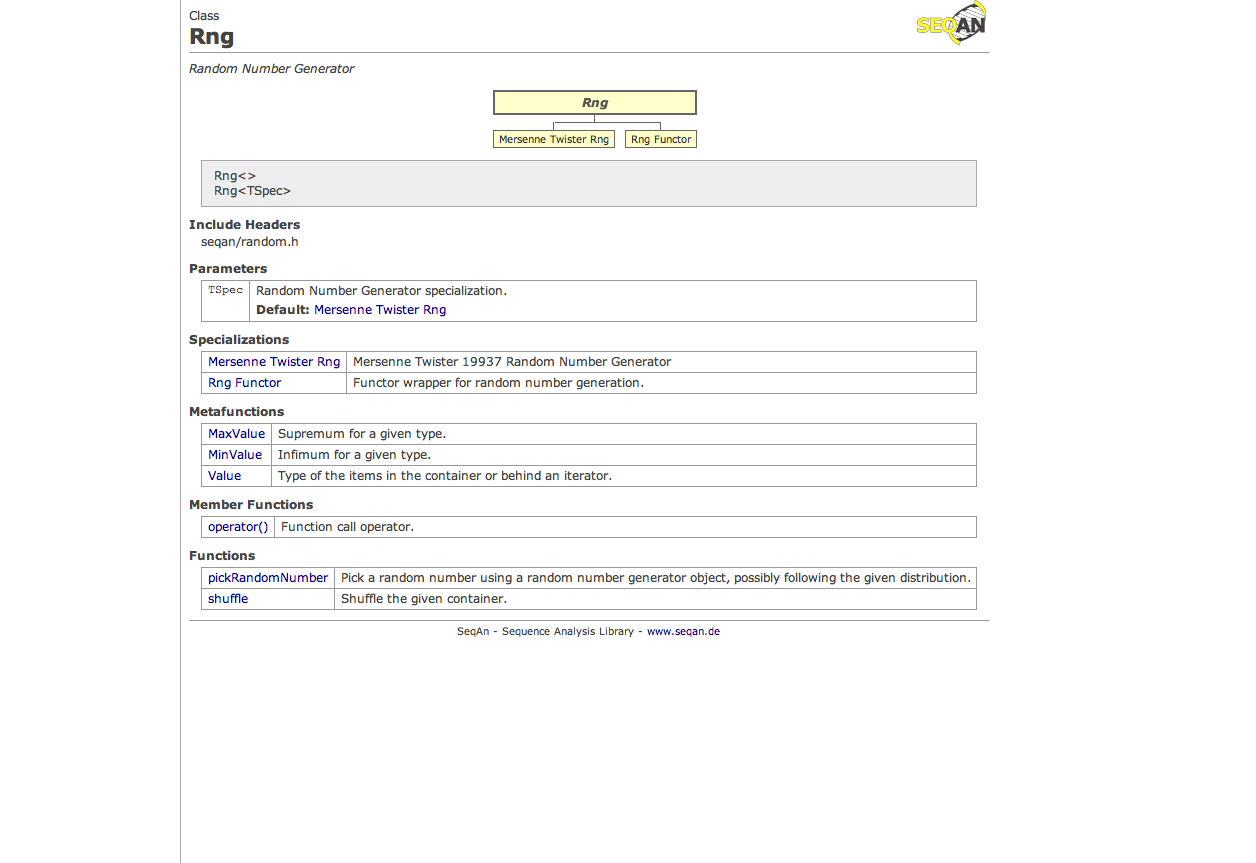 Class
Rng
SEQAN
Random Number Generator
Rng
Mersenne Twister Rng
Rng Functor
Rng<>
Rng<TSpec>
Include Headers
seqan/random.h
Parameters
TSpec Random Number Generator specialization.
Default: Mersenne Twister Rng
Specializations
Mersenne Twister Rng Mersenne Twister 19937 Random Number Generator
Rng Functor Functor wrapper for random number generation.
Metafunctions
MaxValue Supremum for a given type.
MinValue Infimum for a given type.
Value Type of the items in the container or behind an iterator.
Member Functions
operator() Function call operator.
Functions
pickRandomNumber Pick a random number using a random number generator object, possibly following the given distribution.
shuffle Shuffle the given container.
SeqAn - Sequence Analysis Library - www.seqan.de